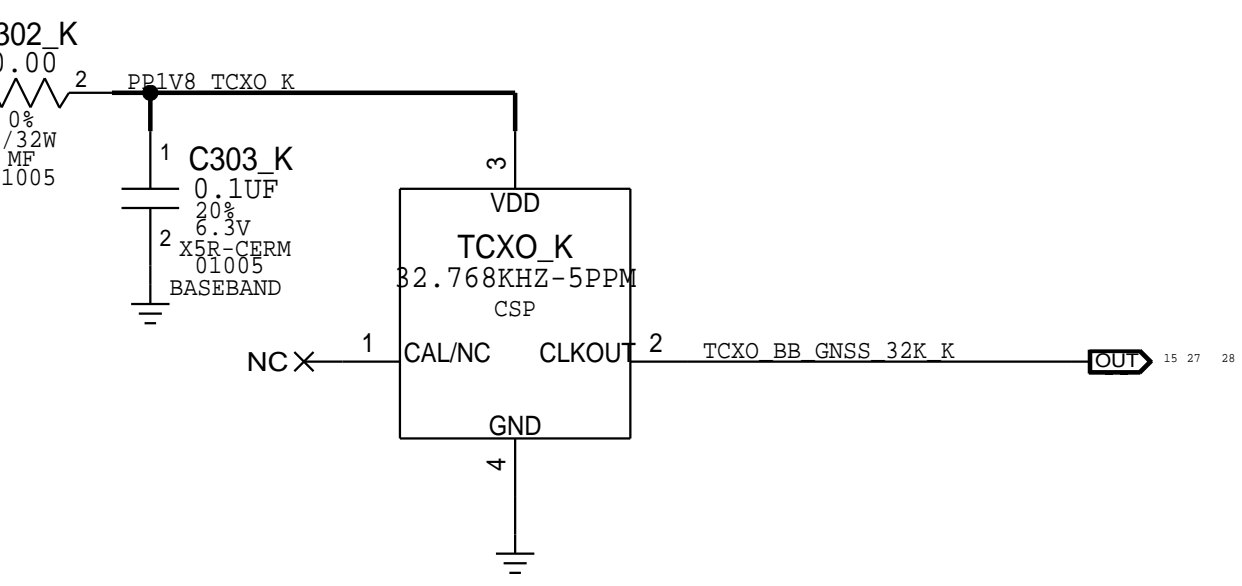 302_K
0.00
2
PP1V8_TCXO_K
0%
/32W
MF
1005
1
C303_K
0.1UF
20%
6.3V
2
X5R-CERM
01005
BASEBAND
3
VDD
TCXO_K
32.768KHZ-5PPM
CSP
NC
1
CAL/NC
CLKOUT
2
TCXO_BB_GNSS_32K_K
OUT
15 27 28
GND
4